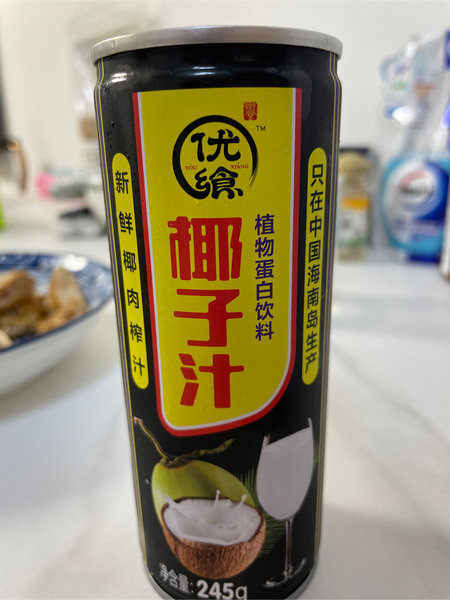 优飨
YOU XIANG
TM
椰子汁
植物蛋白饮料
新鲜椰肉榨汁
只在中国海南岛生产
净含量:245g